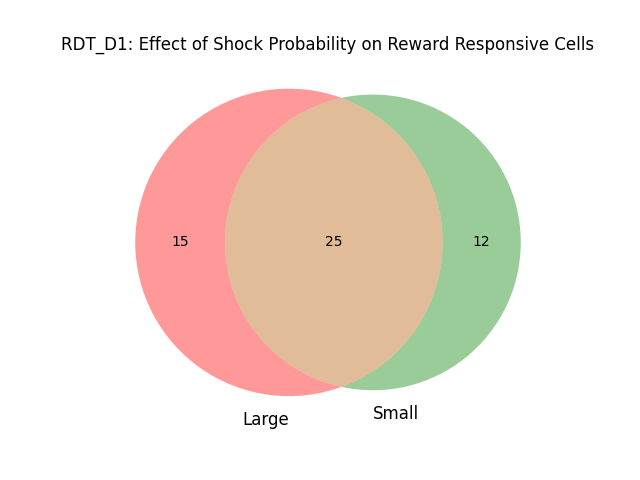 RDT_D1: Effect of Shock Probability on Reward Responsive Cells
15
25
12
Large
Small